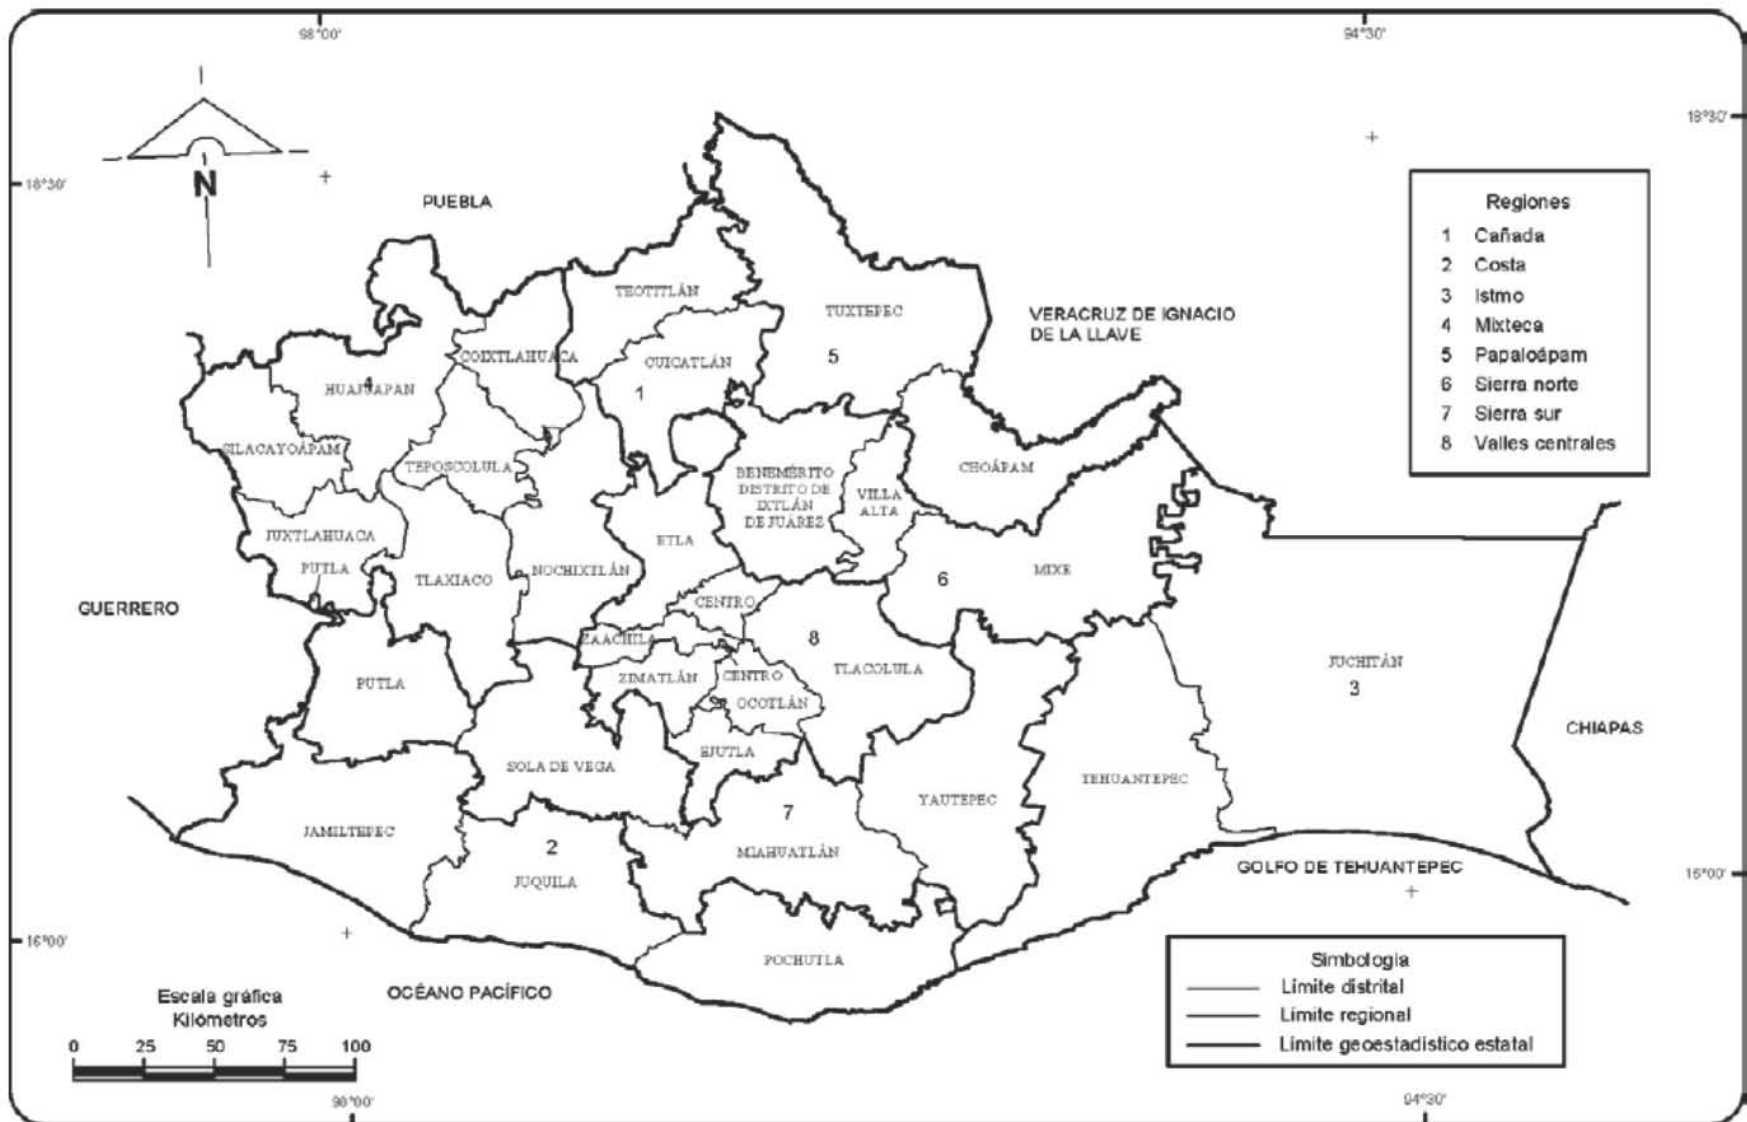 98°00'
94°30'
18°30'
18°30'
N
PUEBLA
VERACRUZ DE IGNACIO
DE LA LLAVE
GUERRERO
CHIAPAS
GOLFO DE TEHUANTEPEC
OCÉANO PACÍFICO
Regiones
1 Cañada
2 Costa
3 Istmo
4 Mixteca
5 Papaloápam
6 Sierra norte
7 Sierra sur
8 Valles centrales
TEOTITLÁN
TUXTEPEC
5
COIXTLAHUACA
CUICATLÁN
1
HUAJUAPAN
4
SILACAYOÁPAM
TEPOSCOLULA
BENEMÉRITO
DISTRITO DE
IXTLÁN
DE JUÁREZ
VILLA
ALTA
CHOÁPAM
JUXTLAHUACA
PUTLA
TLAXIACO
NOCHIXTLÁN
ETLA
6
MIXE
CENTRO
ZAACHILA
8
TLACOLULA
JUCHITÁN
3
PUTLA
ZIMATLÁN
CENTRO
OCOTLÁN
EJUTLA
SOLA DE VEGA
YAUTEPEC
TEHUANTEPEC
JAMILTEPEC
2
JUQUILA
7
MIAHUATLÁN
POCHUTLA
16°00'
16°00'
Escala gráfica
Kilómetros
0 25 50 75 100
Simbología
Límite distrital
Límite regional
Límite geoestadístico estatal
98°00'
94°30'